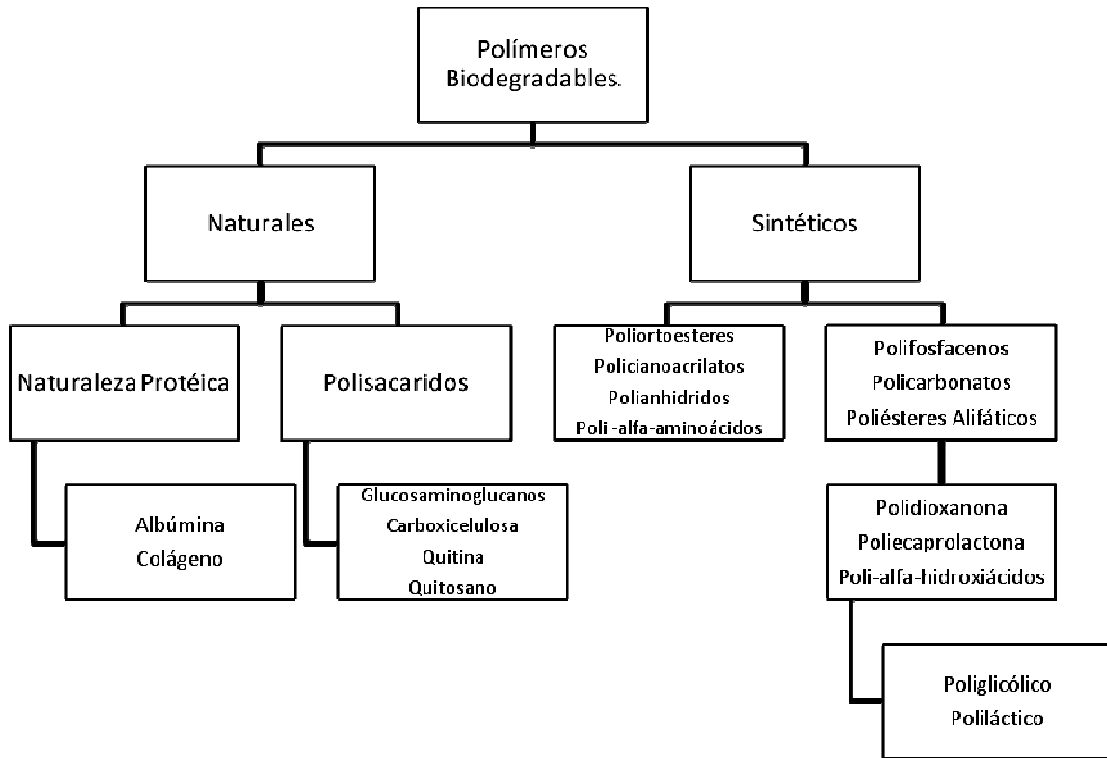 Polímeros
Biodegradables.
Naturales
Sintéticos
Naturaleza Protéica
Polisacaridos
Poliortoesteres
Policianoacrilatos
Polianhidridos
Poli -alfa-aminoácidos
Polifosfacenos
Policarbonatos
Poliésteres Alifáticos
Albúmina
Colágeno
Glucosaminoglucanos
Carboxicelulosa
Quitina
Quitosano
Polidioxanona
Poliecaprolactona
Poli-alfa-hidroxiácidos
Poliglicólico
Poliláctico